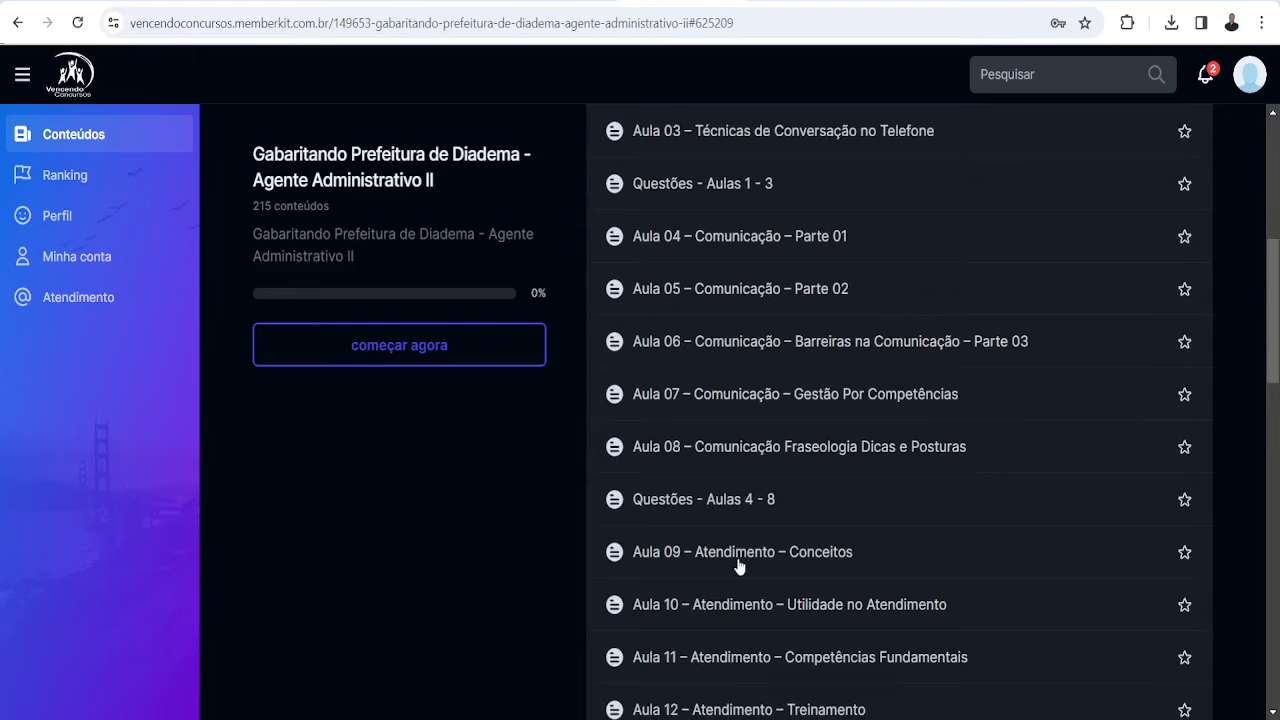 vencendoconcursos.memberkit.com.br/149653-gabaritando-prefeitura-de-diadema-agente-administrativo-ii#625209
Vencendo
Concursos
Pesquisar
2
Conteúdos
Ranking
Perfil
Minha conta
Atendimento
Gabaritando Prefeitura de Diadema -
Agente Administrativo II
215 conteúdos
Gabaritando Prefeitura de Diadema - Agente
Administrativo II
0%
começar agora
Aula 03 – Técnicas de Conversação no Telefone
Questões - Aulas 1 - 3
Aula 04 – Comunicação – Parte 01
Aula 05 – Comunicação – Parte 02
Aula 06 – Comunicação – Barreiras na Comunicação – Parte 03
Aula 07 – Comunicação – Gestão Por Competências
Aula 08 – Comunicação Fraseologia Dicas e Posturas
Questões - Aulas 4 - 8
Aula 09 – Atendimento – Conceitos
Aula 10 – Atendimento – Utilidade no Atendimento
Aula 11 – Atendimento – Competências Fundamentais
Aula 12 – Atendimento – Treinamento